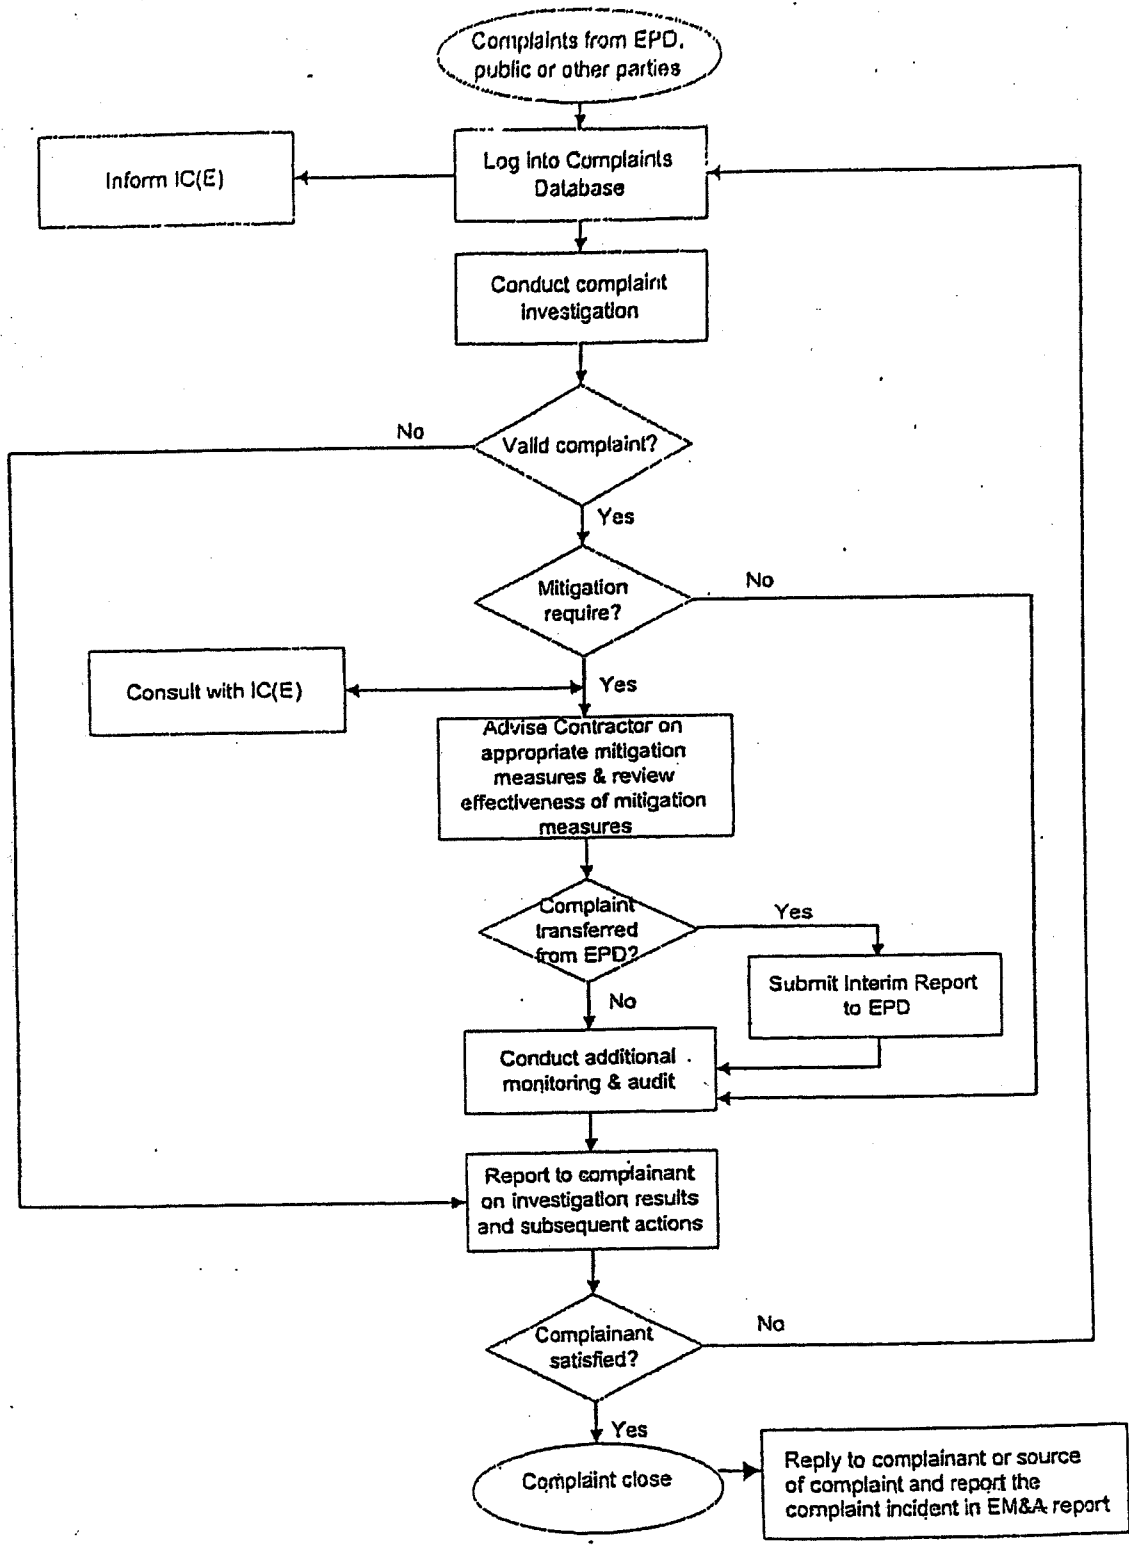 Complaints from EPD,
public or other parties
Log into Complaints
Database
Inform IC(E)
Conduct complaint
investigation
No
Valid complaint?
Yes
Mitigation
require?
No
Consult with IC(E)
Yes
Advise Contractor on
appropriate mitigation
measures & review
effectiveness of mitigation
measures
Complaint
transferred
from EPD?
Yes
Submit Interim Report
to EPD
No
Conduct additional
monitoring & audit
Report to complainant
on investigation results
and subsequent actions
Complainant
satisfied?
No
Yes
Complaint close
Reply to complainant or source
of complaint and report the
complaint incident in EM&A report